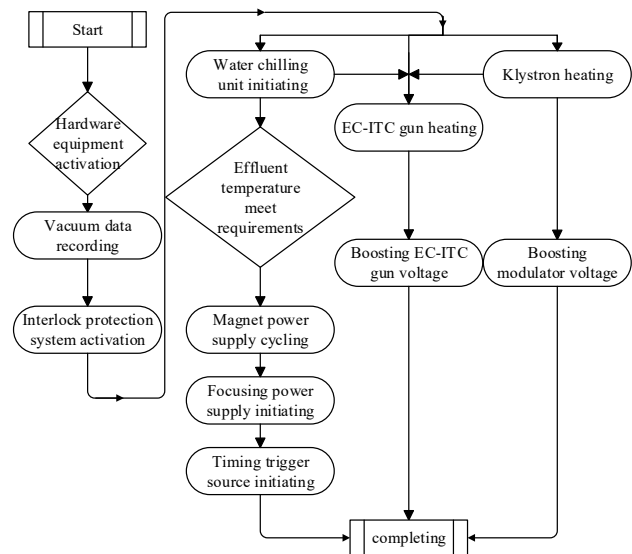 Start
Hardware
equipment
activation
Vacuum data
recording
Interlock protection
system activation
Water chilling
unit initiating
Effluent
temperature
meet
requirements
Magnet power
supply cycling
Focusing power
supply initiating
Timing trigger
source initiating
EC-ITC gun heating
Boosting EC-ITC
gun voltage
Klystron heating
Boosting
modulator voltage
completing